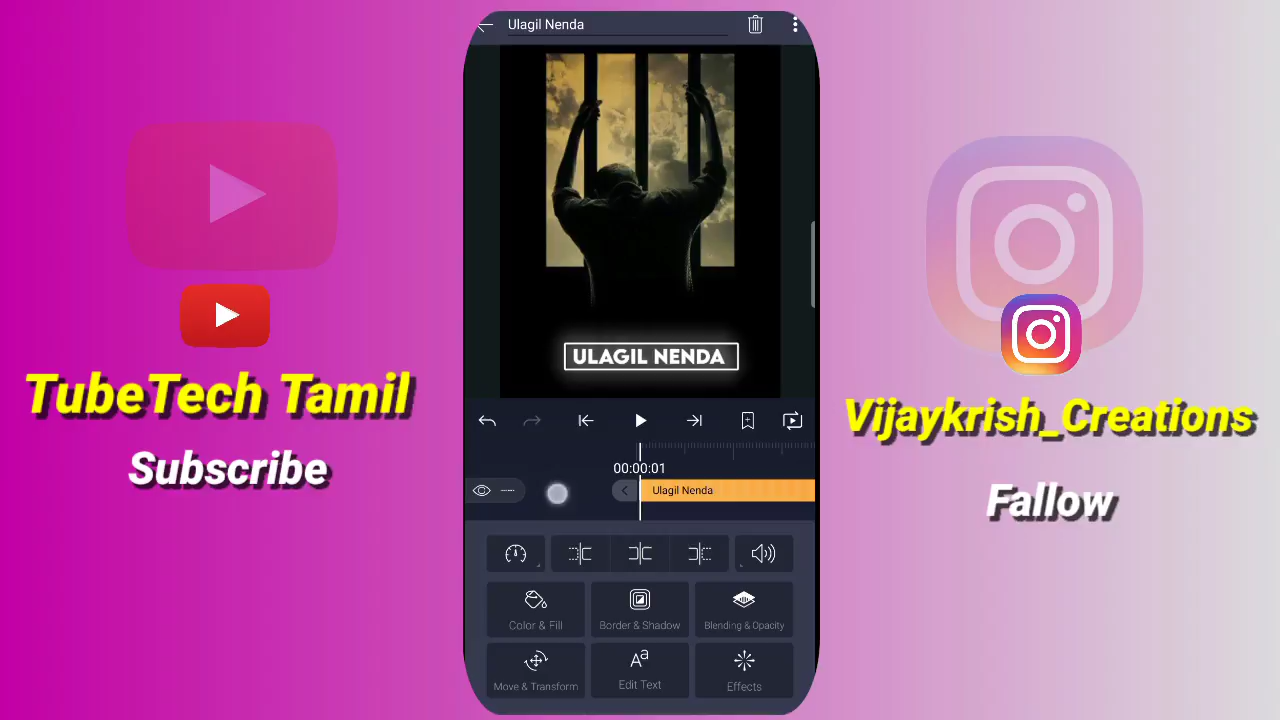 Ulagil Nenda
ULAGIL NENDA
00:00:01
Ulagil Nenda
Color & Fill
Border & Shadow
Blending & Opacity
Move & Transform
Edit Text
Effects
TubeTech Tamil
Subscribe
Vijaykrish_Creations
Fallow